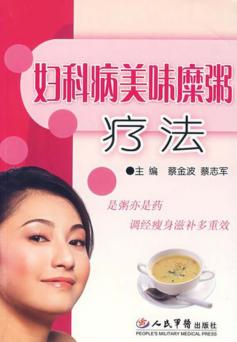 妇科病美味糜粥
疗法
●主编 蔡金波 蔡志军
是粥亦是药
调经瘦身滋补多重效
人民军医出版社
PEOPLE'S MILITARY MEDICAL PRESS